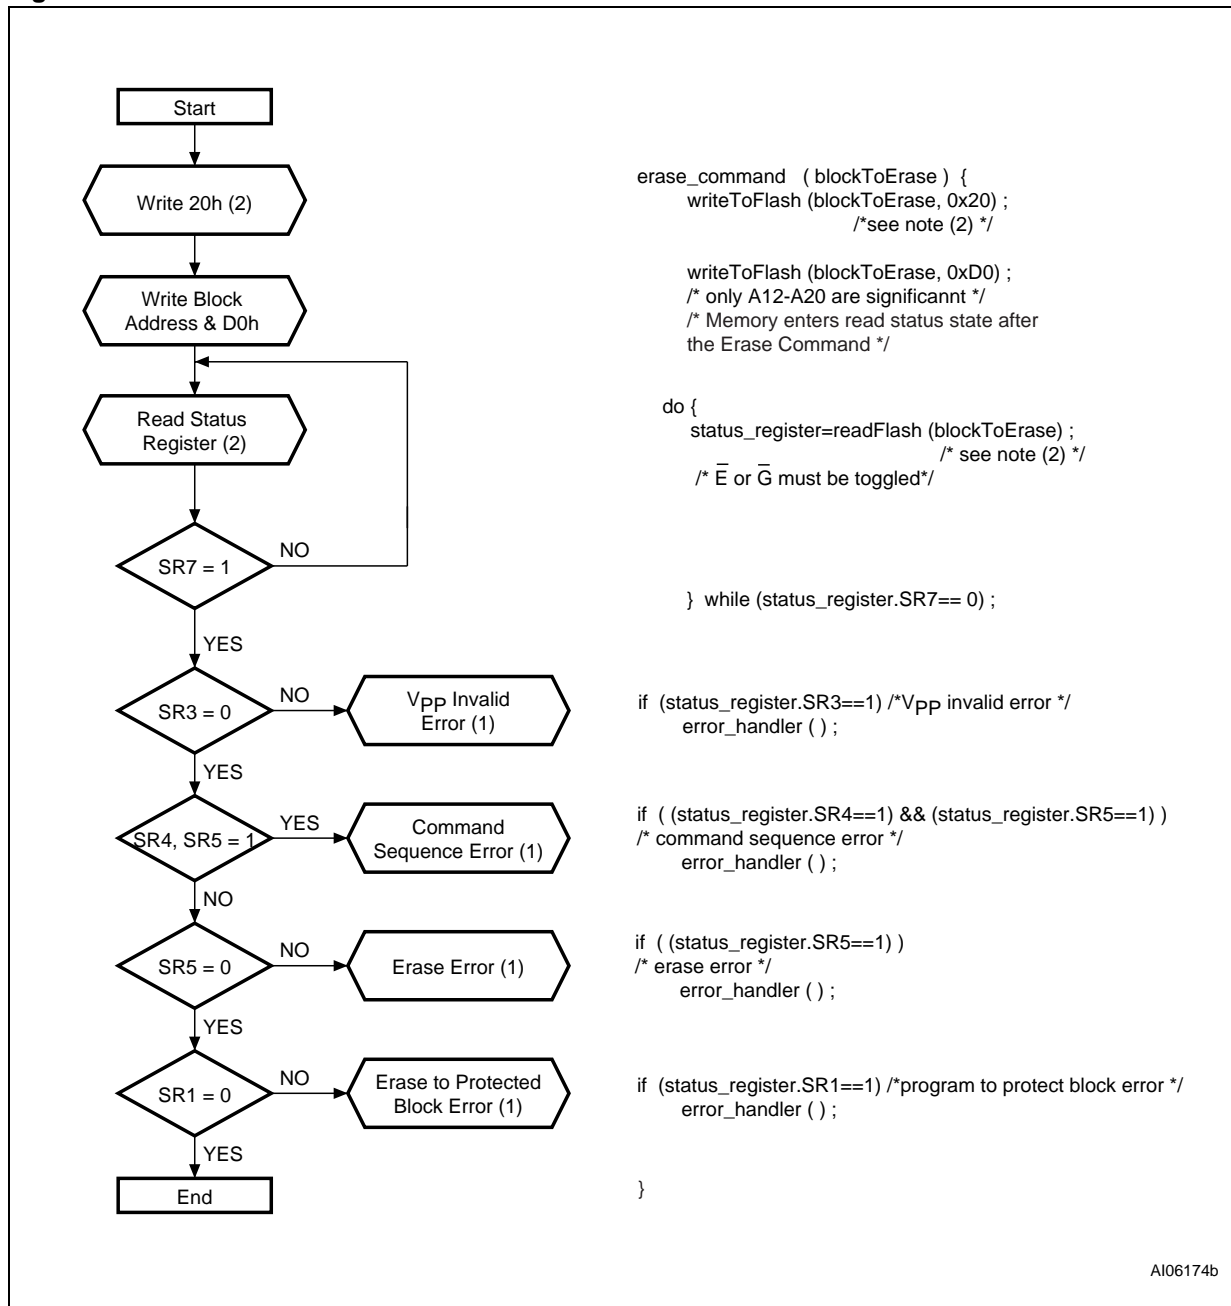 Start
Write 20h (2)
Write Block
Address & D0h
Read Status
Register (2)
SR7 = 1
NO
YES
SR3 = 0
NO
VPP Invalid
Error (1)
YES
SR4, SR5 = 1
YES
Command
Sequence Error (1)
NO
SR5 = 0
NO
Erase Error (1)
YES
SR1 = 0
NO
Erase to Protected
Block Error (1)
YES
End
erase_command ( blockToErase ) {
writeToFlash (blockToErase, 0x20) ;
/*see note (2) */
writeToFlash (blockToErase, 0xD0) ;
/* only A12-A20 are significannt */
/* Memory enters read status state after
the Erase Command */
do {
status_register=readFlash (blockToErase) ;
/* see note (2) */
/* E̅ or G̅ must be toggled*/
} while (status_register.SR7== 0) ;
if (status_register.SR3==1) /*VPP invalid error */
error_handler ( ) ;
if ( (status_register.SR4==1) && (status_register.SR5==1) )
/* command sequence error */
error_handler ( ) ;
if ( (status_register.SR5==1) )
/* erase error */
error_handler ( ) ;
if (status_register.SR1==1) /*program to protect block error */
error_handler ( ) ;
}
AI06174b